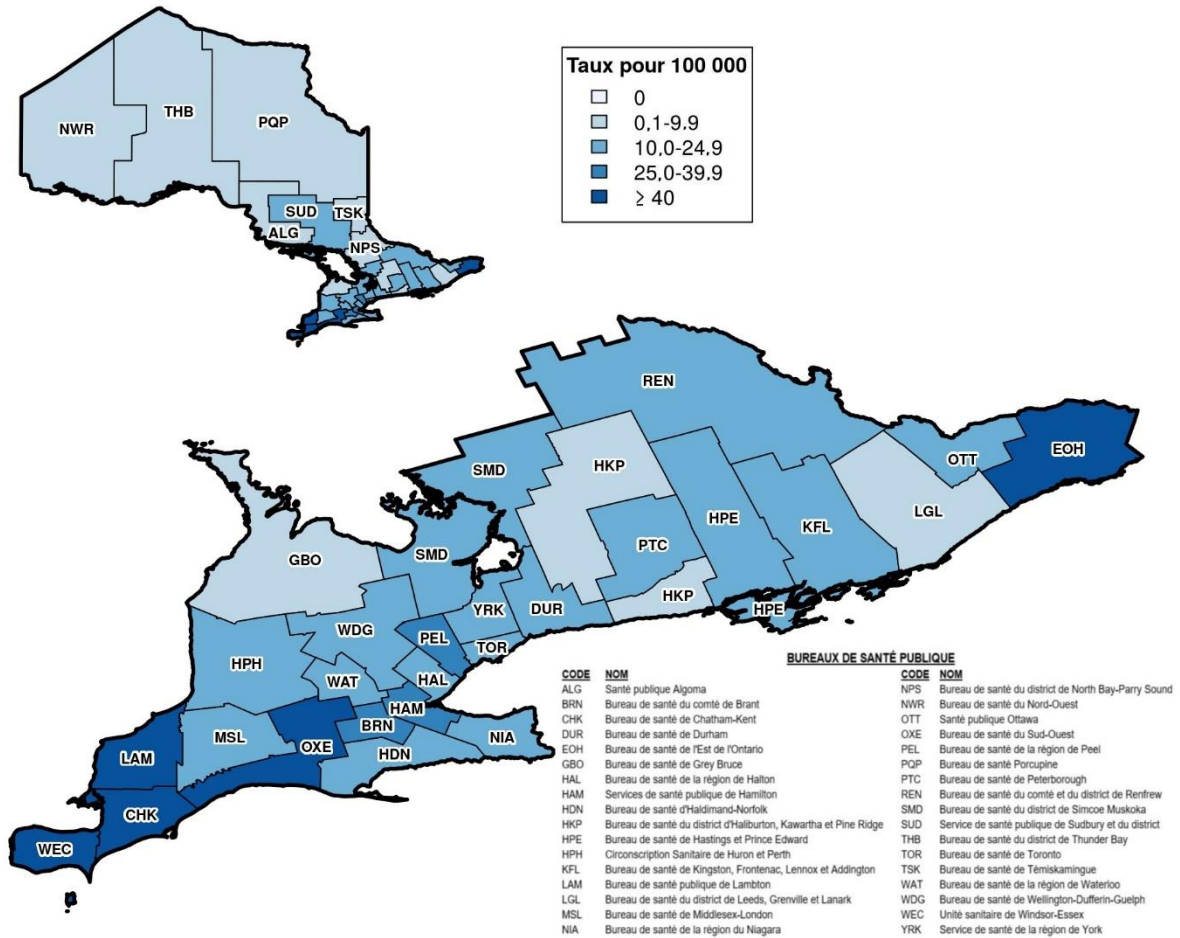 Taux pour 100 000
0
0,1-9.9
10,0-24,9
25,0-39.9
≥ 40
NWR
THB
PQP
SUD
TSK
ALG
NPS
REN
SMD
HKP
OTT
EOH
LGL
HPE
KFL
PTC
GBO
SMD
HKP
HPE
YRK
DUR
WDG
PEL
TOR
HPH
WAT
HAL
HAM
BRN
MSL
OXE
NIA
HDN
LAM
CHK
WEC
BUREAUX DE SANTÉ PUBLIQUE
CODE NOM
ALG Santé publique Algoma
BRN Bureau de santé du comté de Brant
CHK Bureau de santé de Chatham-Kent
DUR Bureau de santé de Durham
EOH Bureau de santé de l'Est de l'Ontario
GBO Bureau de santé de Grey Bruce
HAL Bureau de santé de la région de Halton
HAM Services de santé publique de Hamilton
HDN Bureau de santé d'Haldimand-Norfolk
HKP Bureau de santé du district d'Haliburton, Kawartha et Pine Ridge
HPE Bureau de santé de Hastings et Prince Edward
HPH Circonscription Sanitaire de Huron et Perth
KFL Bureau de santé de Kingston, Frontenac, Lennox et Addington
LAM Bureau de santé publique de Lambton
LGL Bureau de santé du district de Leeds, Grenville et Lanark
MSL Bureau de santé de Middlesex-London
NIA Bureau de santé de la région du Niagara
CODE NOM
NPS Bureau de santé du district de North Bay-Parry Sound
NWR Bureau de santé du Nord-Ouest
OTT Santé publique Ottawa
OXE Bureau de santé du Sud-Ouest
PEL Bureau de santé de la région de Peel
PQP Bureau de santé Porcupine
PTC Bureau de santé de Peterborough
REN Bureau de santé du comté et du district de Renfrew
SMD Bureau de santé du district de Simcoe Muskoka
SUD Service de santé publique de Sudbury et du district
THB Bureau de santé du district de Thunder Bay
TOR Bureau de santé de Toronto
TSK Bureau de santé de Témiskamingue
WAT Bureau de santé de la région de Waterloo
WDG Bureau de santé de Wellington-Dufferin-Guelph
WEC Unité sanitaire de Windsor-Essex
YRK Service de santé de la région de York